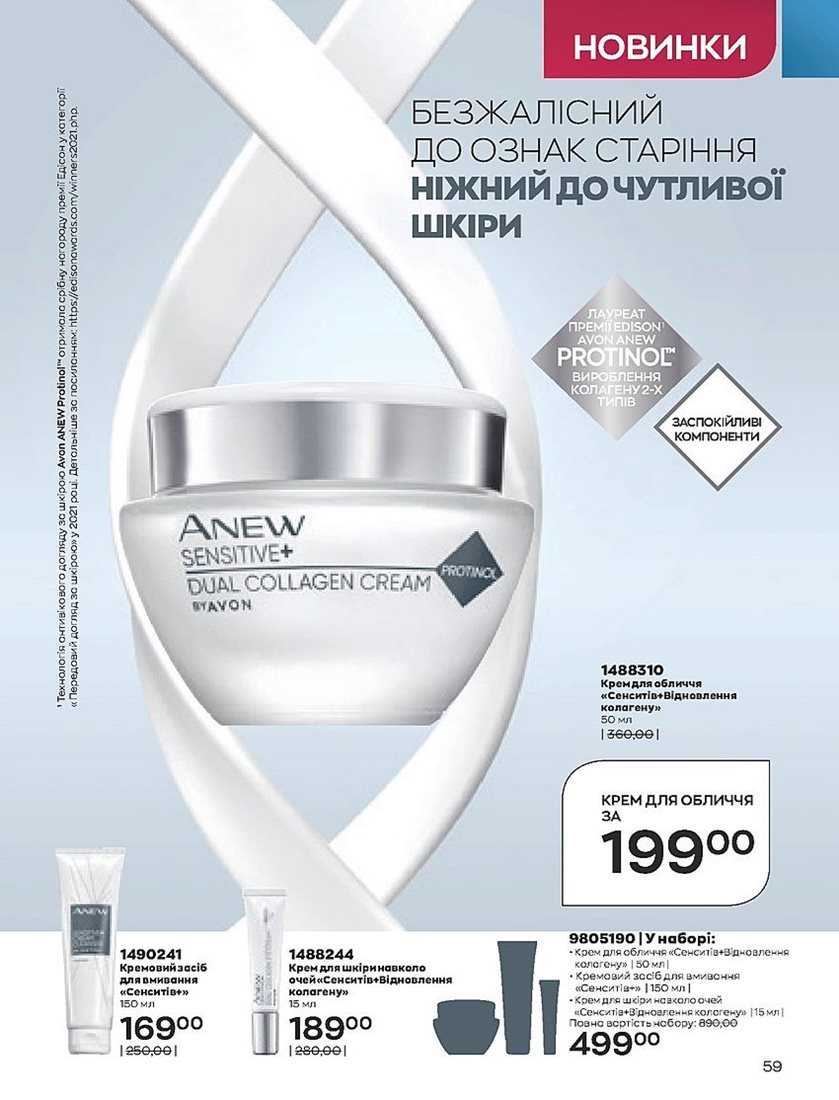 НОВИНКИ
БЕЗЖАЛІСНИЙ
ДО ОЗНАК СТАРІННЯ
НІЖНИЙ ДО ЧУТЛИВОЇ
ШКІРИ
¹ Технологія антивікового догляду за шкірою Avon ANEW Protinol™ отримала срібну нагороду премії Едісон у категорії
«Передовий догляд за шкірою» у 2021 році. Детальніше за посиланням: https://edisonawards.com/winners2021.php.
ЛАУРЕАТ
ПРЕМІЇ EDISON¹
AVON ANEW
PROTINOL™
ВИРОБЛЕННЯ
КОЛАГЕНУ 2-Х
ТИПІВ
ЗАСПОКІЙЛИВІ
КОМПОНЕНТИ
ANEW
SENSITIVE+
DUAL COLLAGEN CREAM
BY AVON
PROTINOL
1488310
Крем для обличчя
«Сенситів+Відновлення
колагену»
50 мл
| 360,00 |
КРЕМ ДЛЯ ОБЛИЧЧЯ
ЗА
199⁰⁰
ANEW
SENSITIVE+
CREAM
CLEANSER
1490241
Кремовий засіб
для вмивання
«Сенситів+»
150 мл
169⁰⁰
| 250,00 |
ANEW
1488244
Крем для шкіри навколо
очей «Сенситів+Відновлення
колагену»
15 мл
189⁰⁰
| 280,00 |
9805190 | У наборі:
• Крем для обличчя «Сенситів+Відновлення
колагену» | 50 мл |
• Кремовий засіб для вмивання
«Сенситів+» | 150 мл |
• Крем для шкіри навколо очей
«Сенситів+Відновлення колагену» | 15 мл |
Повна вартість набору: 890,00
499⁰⁰
59